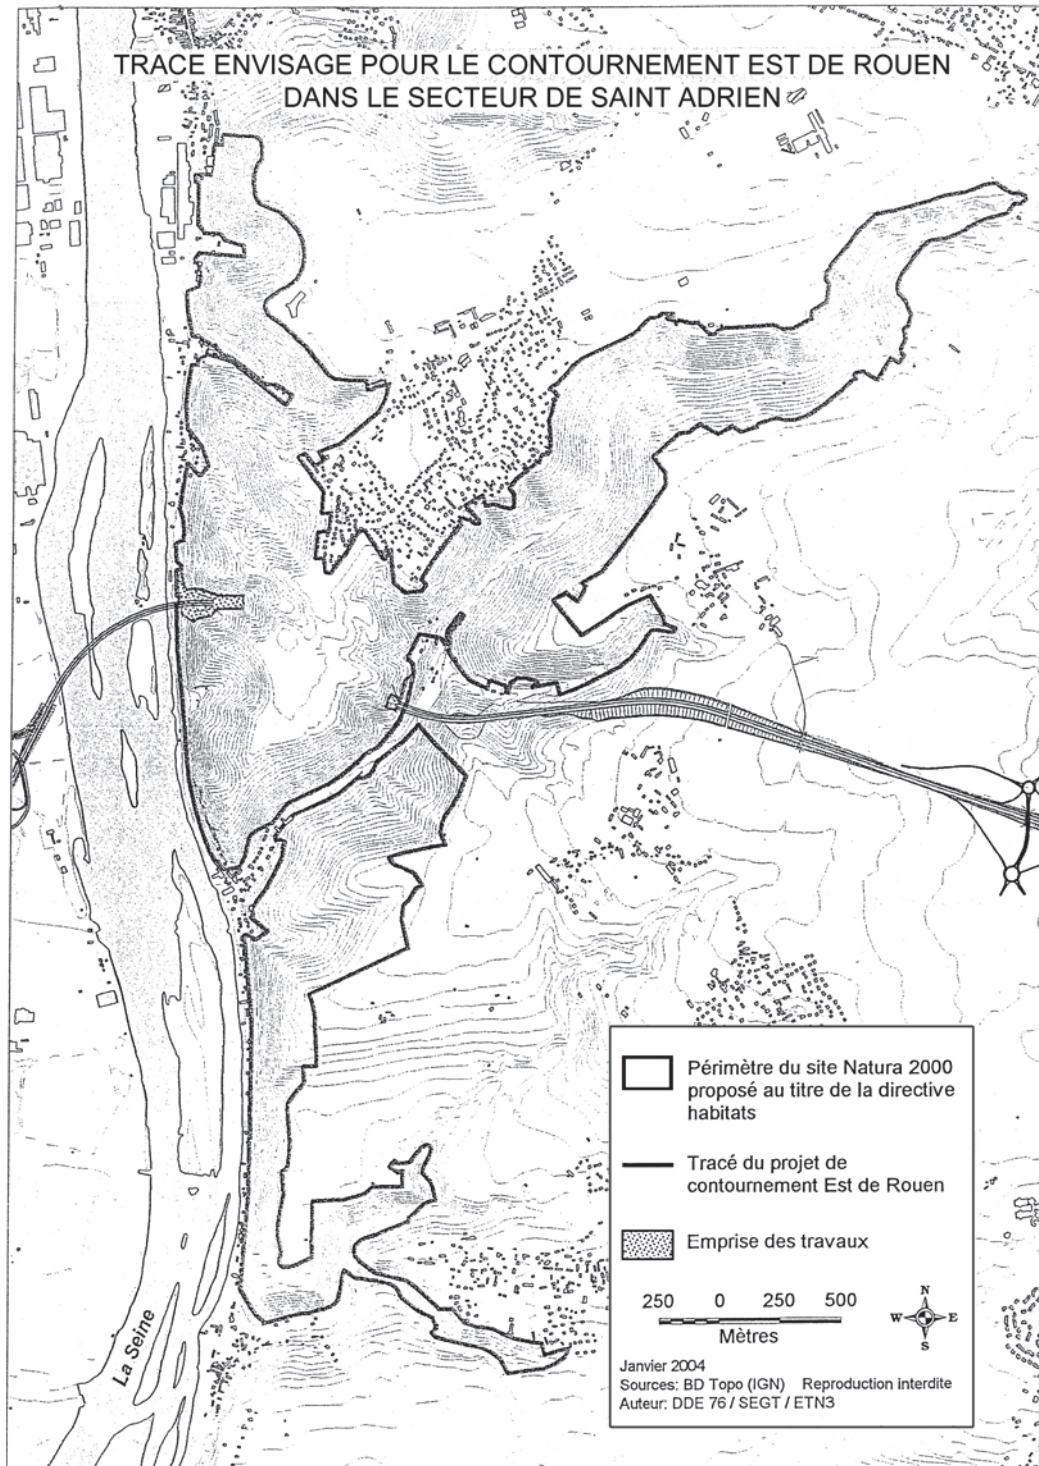 TRACE ENVISAGE POUR LE CONTOURNEMENT EST DE ROUEN
DANS LE SECTEUR DE SAINT ADRIEN
La Seine
Périmètre du site Natura 2000
proposé au titre de la directive
habitats
Tracé du projet de
contournement Est de Rouen
Emprise des travaux
250 0 250 500
Mètres
N
W E
S
Janvier 2004
Sources: BD Topo (IGN) Reproduction interdite
Auteur: DDE 76 / SEGT / ETN3